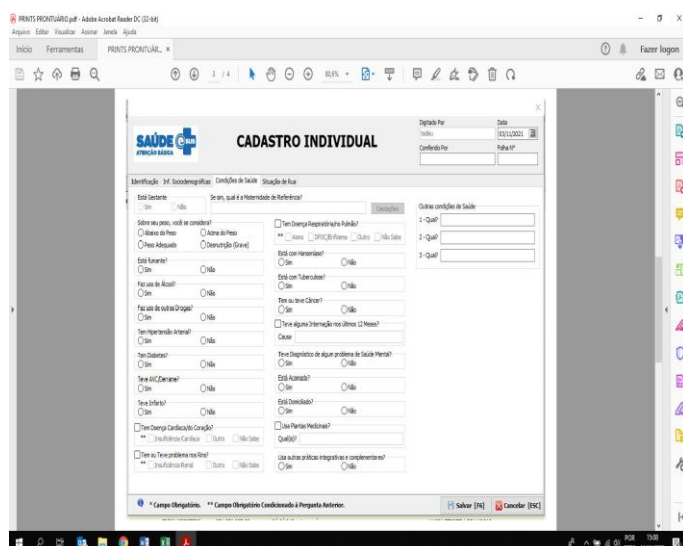 PRINTS PRONTUÁRIO.pdf - Adobe Acrobat Reader DC (32-bit)
Arquivo Editar Visualizar Assinar Janela Ajuda
Início Ferramentas PRINTS PRONTUÁR... × Fazer logon
/ 4 80,6%
SAÚDE e-SUS
ATENÇÃO BÁSICA
CADASTRO INDIVIDUAL
Digitado Por Data
03/11/2021
Conferido Por Folha Nº
Identificação Inf. Sociodemográficas Condições de Saúde Situação de Rua
Está Gestante Se sim, qual é a Maternidade de Referência?
Sim Não Gestações
Sobre seu peso, você se considera?
Abaixo do Peso Acima do Peso
Peso Adequado Desnutrição (Grave)
Está fumante?
Sim Não
Faz uso de Álcool?
Sim Não
Faz uso de outras Drogas?
Sim Não
Tem Hipertensão Arterial?
Sim Não
Tem Diabetes?
Sim Não
Teve AVC/Derrame?
Sim Não
Teve Infarto?
Sim Não
Tem Doença Cardíaca/do Coração?
** Insuficiência Cardíaca Outro Não Sabe
Tem ou Teve problema nos Rins?
** Insuficiência Renal Outro Não Sabe
Tem Doença Respiratória/no Pulmão?
** Asma DPOC/Enfizema Outro Não Sabe
Está com Hanseníase?
Sim Não
Está com Tuberculose?
Sim Não
Tem ou teve Câncer?
Sim Não
Teve alguma Internação nos últimos 12 Meses?
Causa
Teve Diagnóstico de algum problema de Saúde Mental?
Sim Não
Está Acamado?
Sim Não
Está Domiciliado?
Sim Não
Usa Plantas Medicinais?
Qual(is)?
Usa outras práticas integrativas e complementares?
Sim Não
Outras condições de Saúde
1 - Qual?
2 - Qual?
3 - Qual?
* Campo Obrigatório. ** Campo Obrigatório Condicionado à Pergunta Anterior.
Salvar [F6] Cancelar [ESC]
POR 15:08